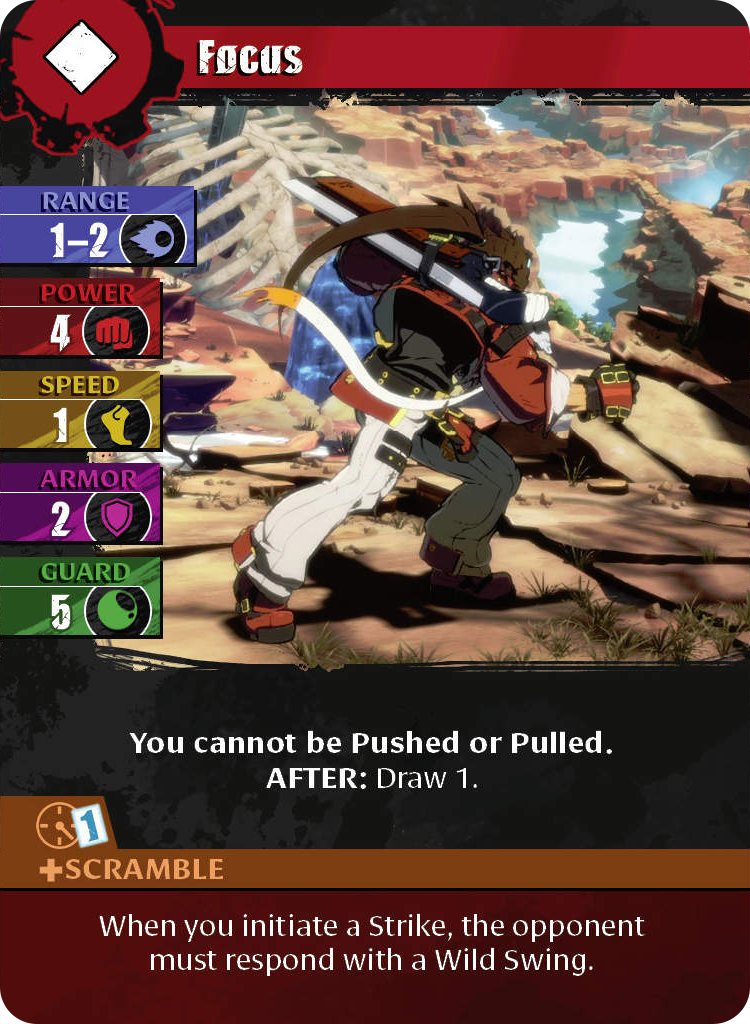 Focus
RANGE
1–2
POWER
4
SPEED
1
ARMOR
2
GUARD
5
You cannot be Pushed or Pulled.
AFTER: Draw 1.
1
+SCRAMBLE
When you initiate a Strike, the opponent
must respond with a Wild Swing.